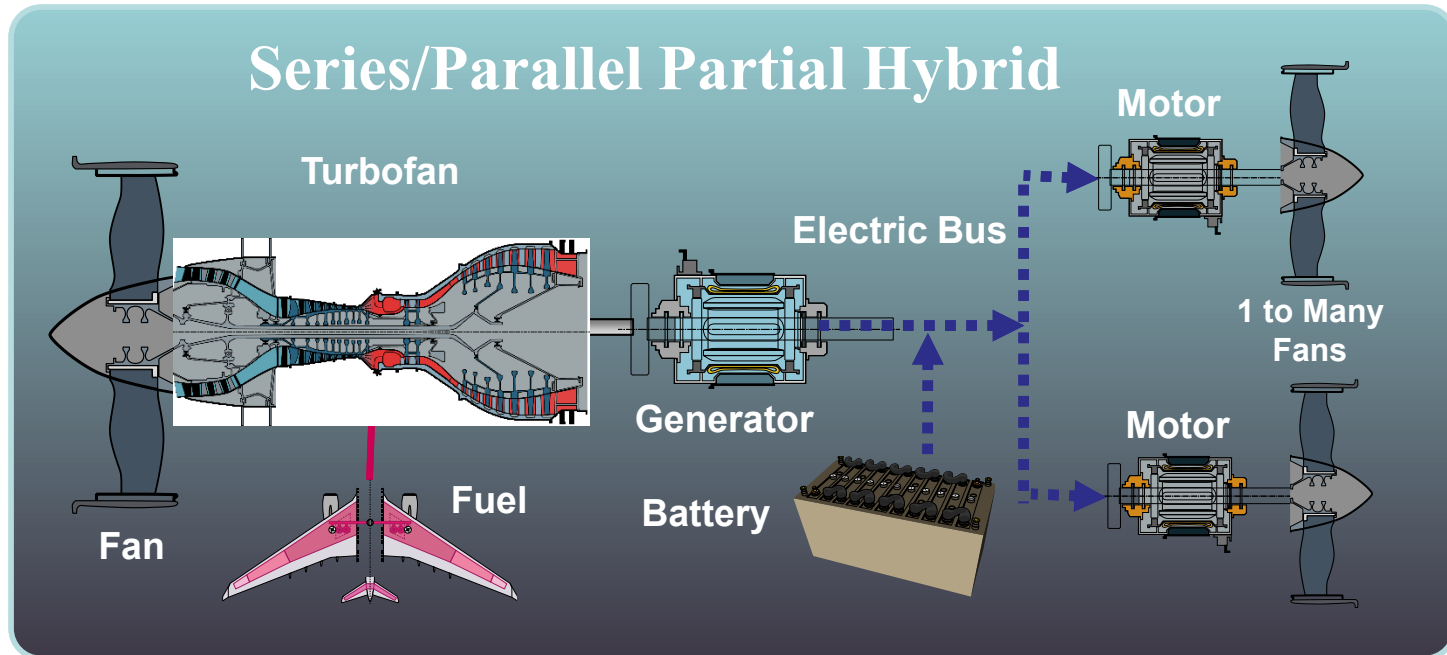 Series/Parallel Partial Hybrid
Motor
Turbofan
Electric Bus
1 to Many
Fans
Generator
Motor
Fuel
Battery
Fan